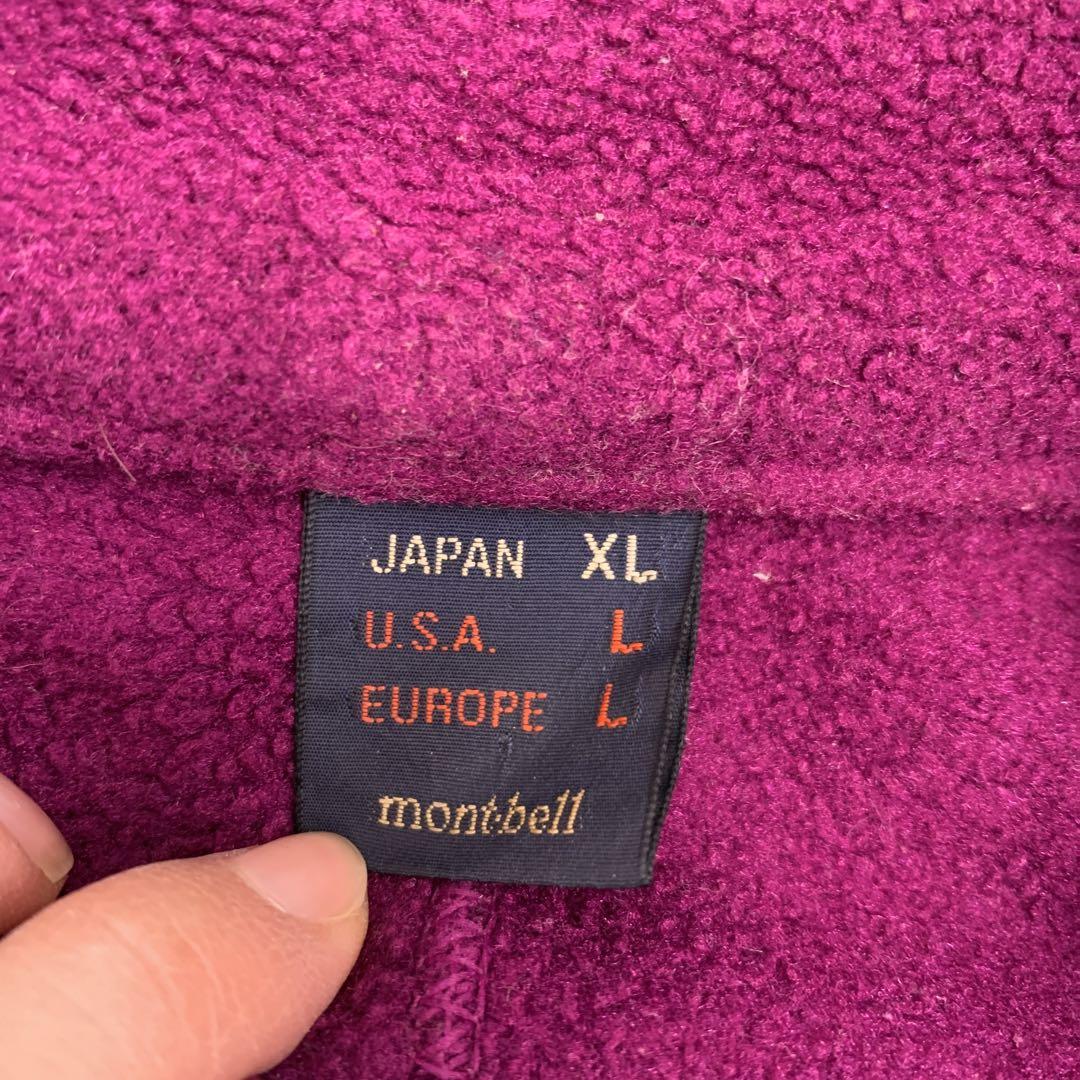 JAPAN XL
U.S.A. L
EUROPE L
mont-bell